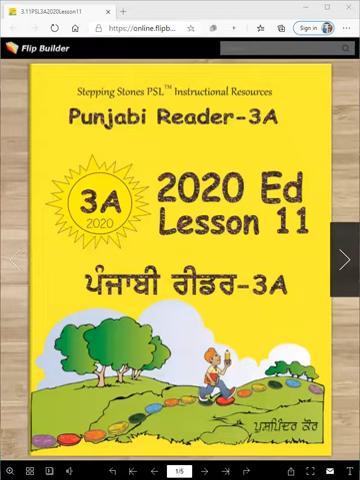 3.11PSL3A2020Lesson11
https://online.flipb...
Sign in
Flip Builder
Search
Stepping Stones PSL™ Instructional Resources
Punjabi Reader-3A
3A
2020
2020 Ed
Lesson 11
ਪੰਜਾਬੀ ਰੀਡਰ-3A
ਪੁਸ਼ਪਿੰਦਰ ਕੌਰ
1/5